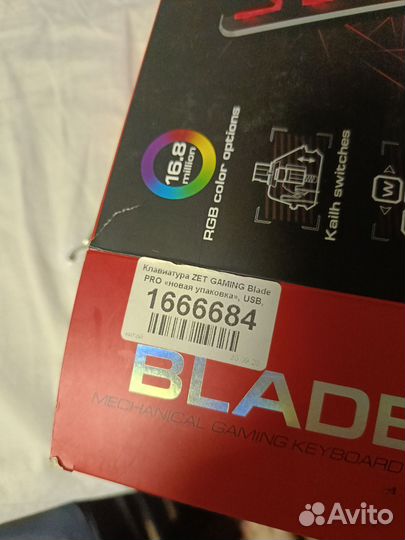 16.8
million
RGB color options
Kailh switches
W
Клавиатура ZET GAMING Blade
PRO «новая упаковка», USB,
1666684
BLADE
MECHANICAL GAMING KEYBOARD
Avito